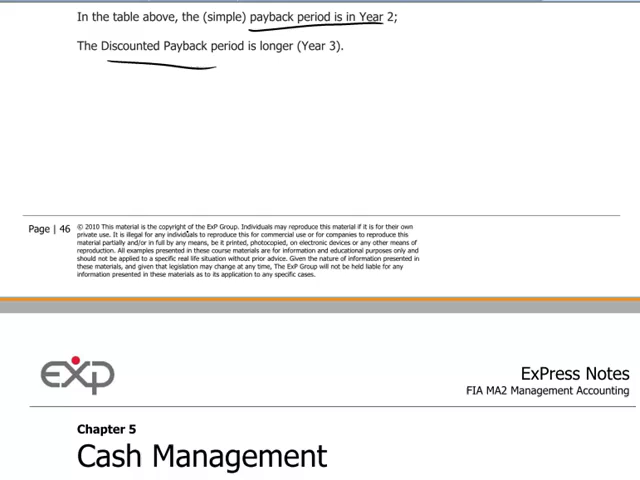 In the table above, the (simple) payback period is in Year 2;
The Discounted Payback period is longer (Year 3).
Page | 46
© 2010 This material is the copyright of the ExP Group. Individuals may reproduce this material if it is for their own
private use. It is illegal for any individuals to reproduce this for commercial use or for companies to reproduce this
material partially and/or in full by any means, be it printed, photocopied, on electronic devices or any other means of
reproduction. All examples presented in these course materials are for information and educational purposes only and
should not be applied to a specific real life situation without prior advice. Given the nature of information presented in
these materials, and given that legislation may change at any time, The ExP Group will not be held liable for any
information presented in these materials as to its application to any specific cases.
exp
ExPress Notes
FIA MA2 Management Accounting
Chapter 5
Cash Management